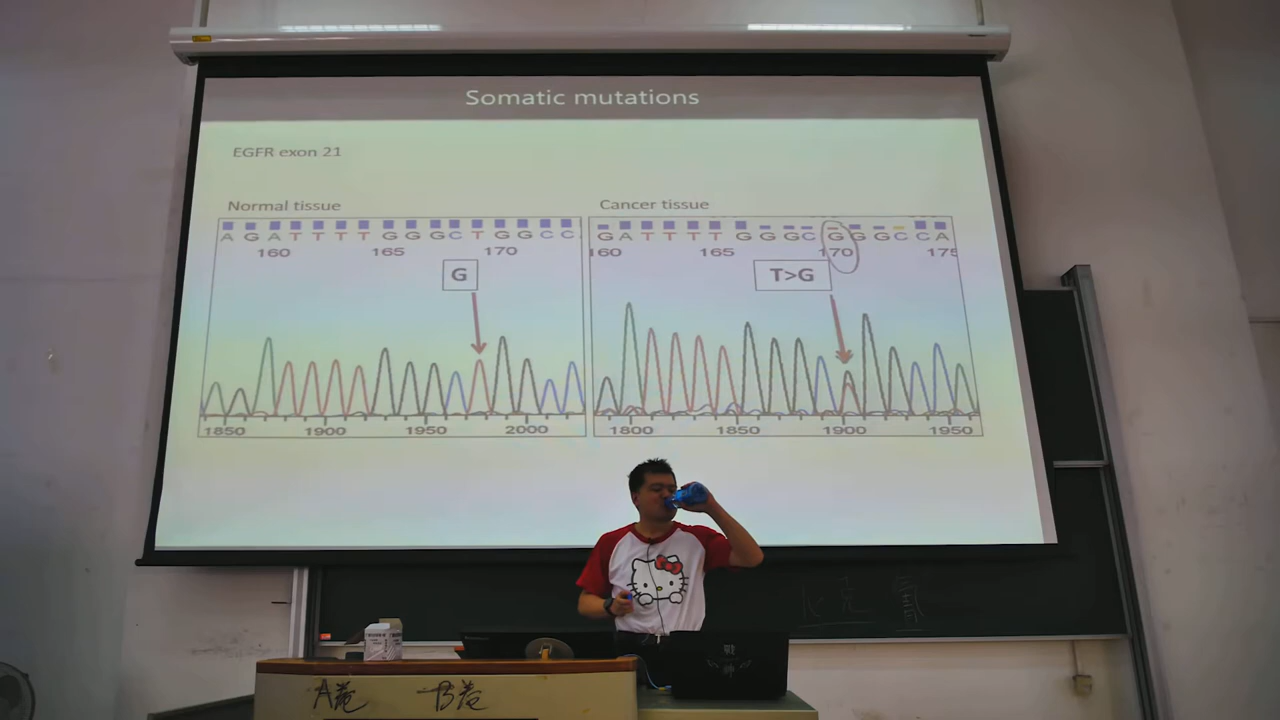 Somatic mutations
EGFR exon 21
Normal tissue
A G A T T T T G G G C T G G C C
160 165 170
G
1850 1900 1950 2000
Cancer tissue
G A T T T T G G G C G G G C C A
160 165 170 175
T>G
1800 1850 1900 1950
A卷 B卷